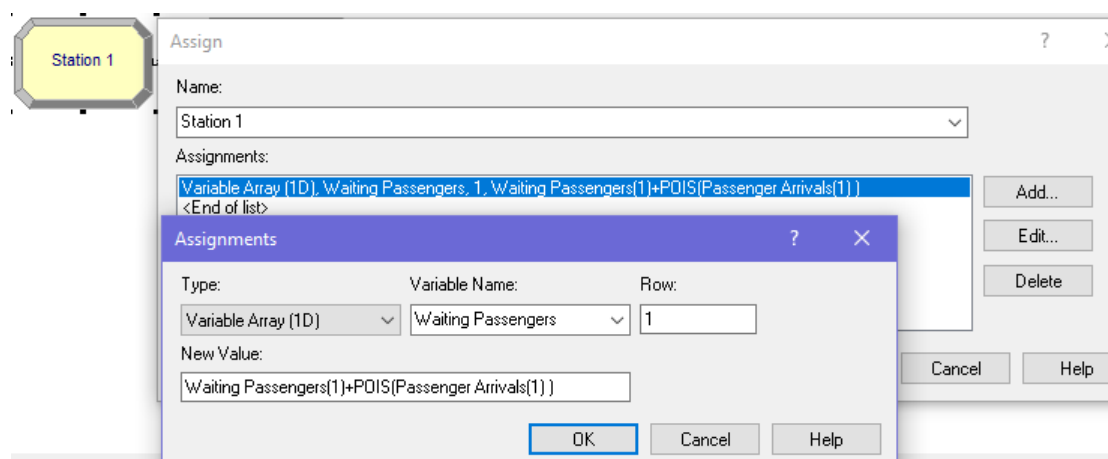 Station 1
Assign ?
Name:
Station 1
Assignments:
Variable Array (1D), Waiting Passengers, 1, Waiting Passengers(1)+POIS(Passenger Arrivals(1) )
<End of list>
Add...
Edit...
Delete
Cancel Help
Assignments ?
Type: Variable Name: Row:
Variable Array (1D) Waiting Passengers 1
New Value:
Waiting Passengers(1)+POIS(Passenger Arrivals(1) )
OK Cancel Help